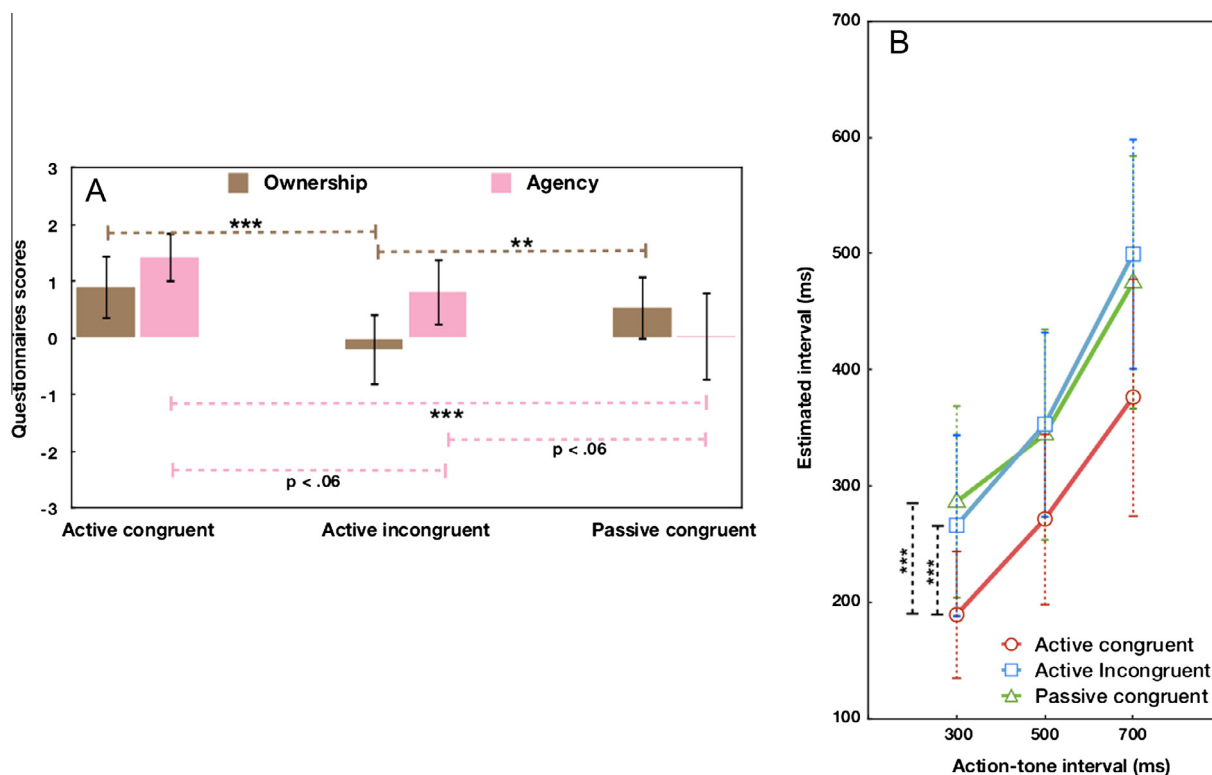 A
Ownership
Agency
3
2
1
0
-1
-2
-3
Questionnaires scores
***
**
***
p < .06
p < .06
Active congruent
Active incongruent
Passive congruent
B
700
600
500
400
300
200
100
Estimated interval (ms)
***
***
Active congruent
Active Incongruent
Passive congruent
300
500
700
Action-tone interval (ms)